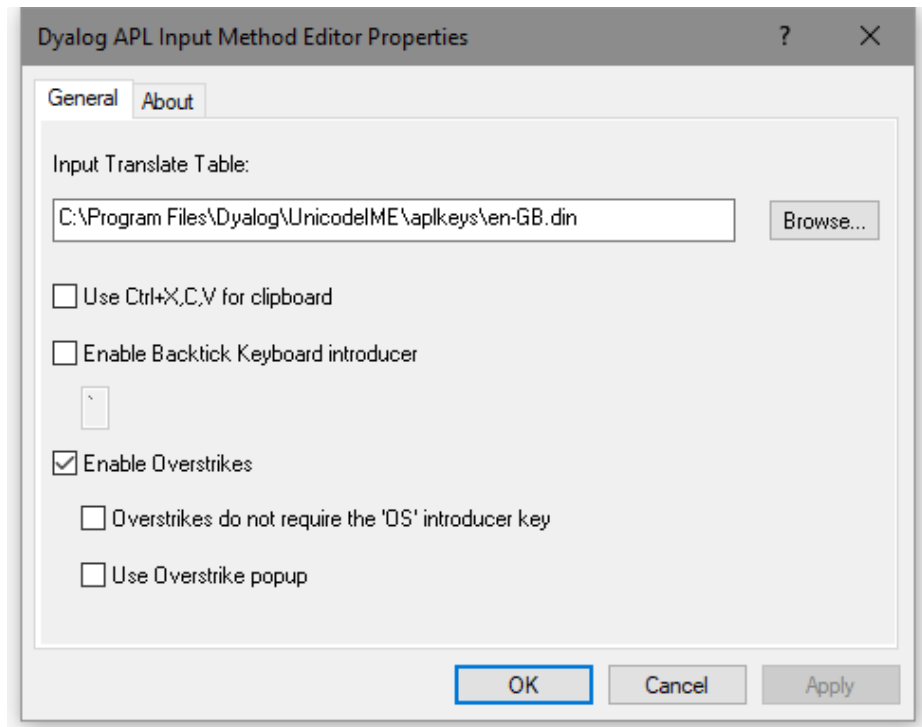 Dyalog APL Input Method Editor Properties ? X
General About
Input Translate Table:
C:\Program Files\Dyalog\UnicodeIME\aplkeys\en-GB.din Browse...
Use Ctrl+X,C,V for clipboard
Enable Backtick Keyboard introducer
`
Enable Overstrikes
Overstrikes do not require the 'OS' introducer key
Use Overstrike popup
OK Cancel Apply